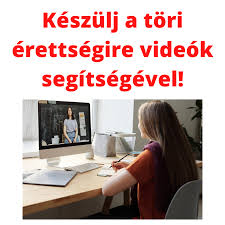 Készülj a töri
érettségire videók
segítségével!